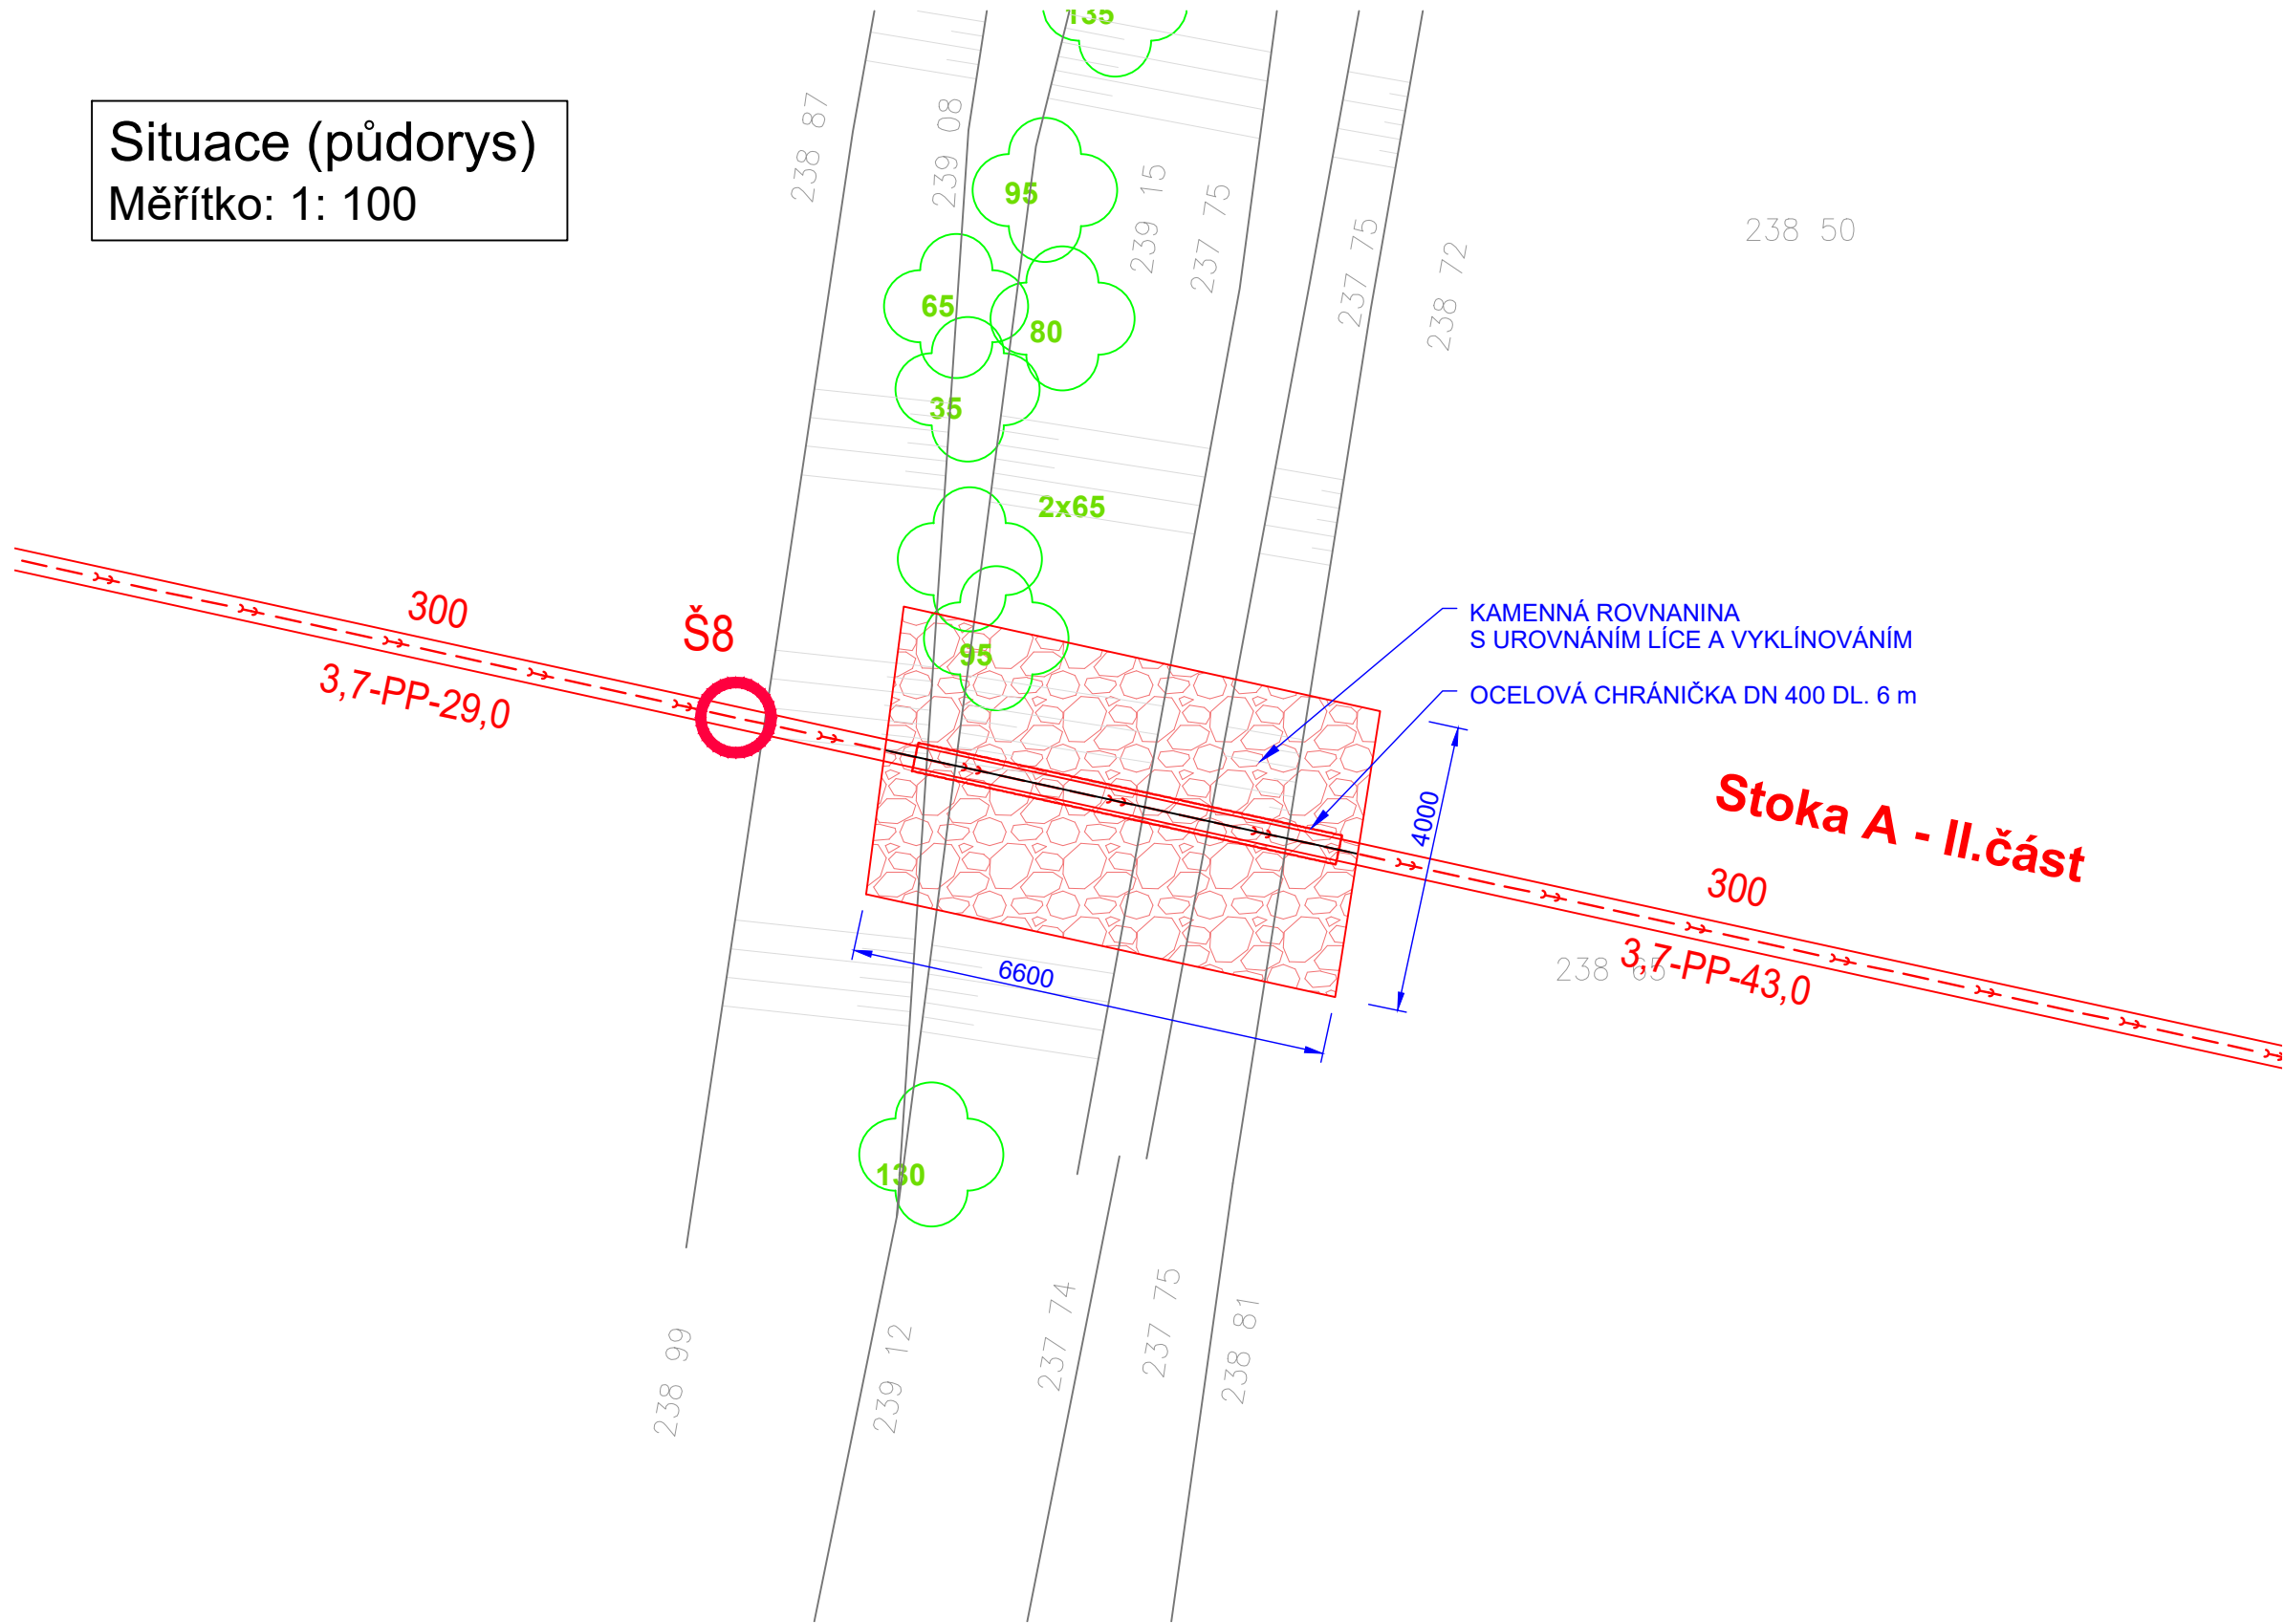 Situace (půdorys)
Měřítko: 1: 100
135
238 87
239 08
95
239 15
237 75
237 75
238 72
238 50
65
80
35
2x65
300
3,7-PP-29,0
Š8
95
KAMENNÁ ROVNANINA
S UROVNÁNÍM LÍCE A VYKLÍNOVÁNÍM
OCELOVÁ CHRÁNIČKA DN 400 DL. 6 m
4000
Stoka A - II.část
300
3,7-PP-43,0
238 65
6600
130
238 99
239 12
237 74
237 75
238 81